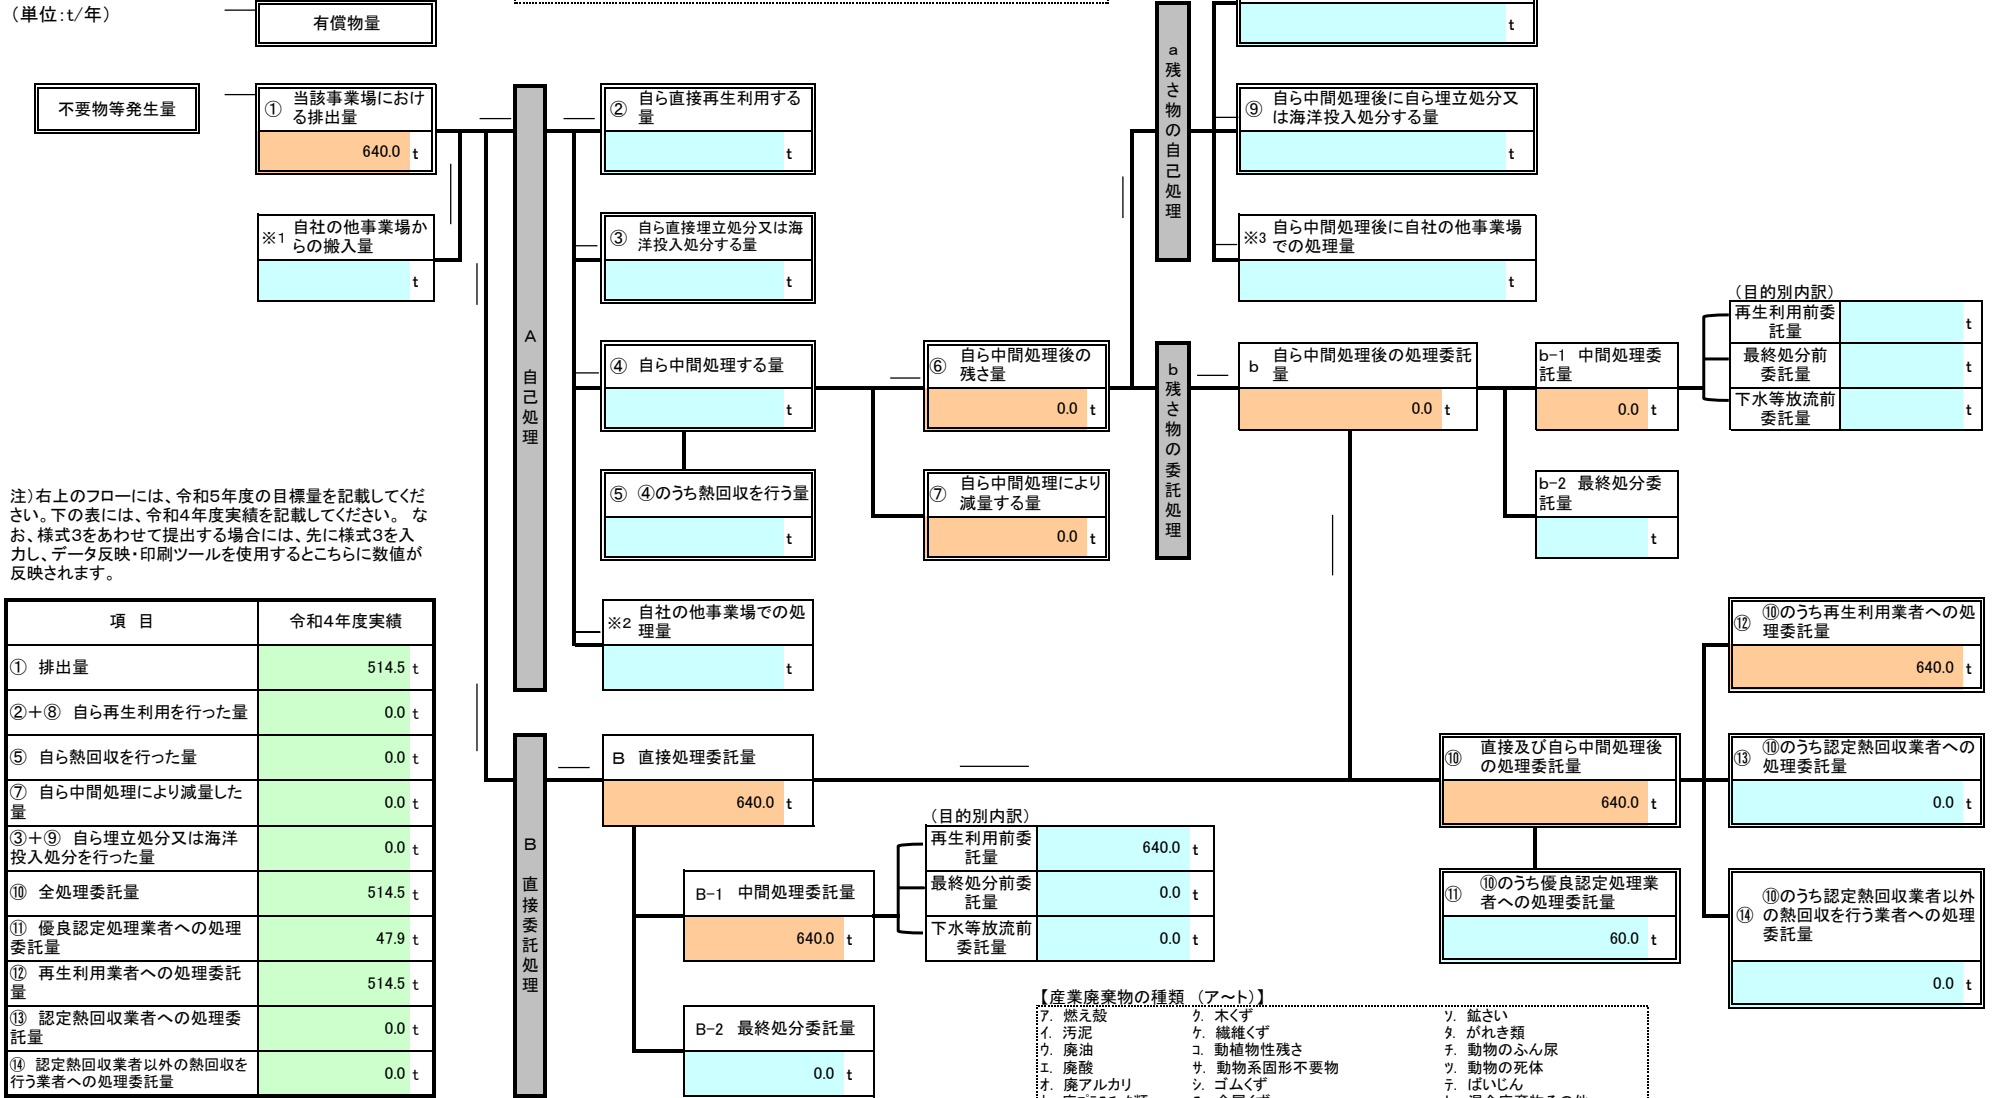 （単位:t/年）
有償物量
t
不要物等発生量
① 当該事業場におけ
る排出量
640.0 t
※1 自社の他事業場か
らの搬入量
t
A 自己処理
② 自ら直接再生利用する
量
t
③ 自ら直接埋立処分又は海
洋投入処分する量
t
④ 自ら中間処理する量
t
⑤ ④のうち熱回収を行う量
t
※2 自社の他事業場での処
理量
t
⑥ 自ら中間処理後の
残さ量
0.0 t
⑦ 自ら中間処理により
減量する量
0.0 t
a 残さ物の自己処理
⑨ 自ら中間処理後に自ら埋立処分又
は海洋投入処分する量
t
※3 自ら中間処理後に自社の他事業場
での処理量
t
b 残さ物の委託処理
b 自ら中間処理後の処理委託
量
0.0 t
b-1 中間処理委
託量
0.0 t
b-2 最終処分委
託量
t
（目的別内訳）
再生利用前委
託量
t
最終処分前
委託量
t
下水等放流前
委託量
t
注）右上のフローには、令和5年度の目標量を記載してくだ
さい。下の表には、令和4年度実績を記載してください。 な
お、様式3をあわせて提出する場合には、先に様式3を入
力し、データ反映・印刷ツールを使用するとこちらに数値が
反映されます。
項 目 令和4年度実績
① 排出量 514.5 t
②＋⑧ 自ら再生利用を行った量 0.0 t
⑤ 自ら熱回収を行った量 0.0 t
⑦ 自ら中間処理により減量した
量 0.0 t
③＋⑨ 自ら埋立処分又は海洋
投入処分を行った量 0.0 t
⑩ 全処理委託量 514.5 t
⑪ 優良認定処理業者への処理
委託量 47.9 t
⑫ 再生利用業者への処理委託
量 514.5 t
⑬ 認定熱回収業者への処理委
託量 0.0 t
⑭ 認定熱回収業者以外の熱回収を
行う業者への処理委託量 0.0 t
B 直接委託処理
B 直接処理委託量
640.0 t
B-1 中間処理委託量
640.0 t
B-2 最終処分委託量
0.0 t
（目的別内訳）
再生利用前委
託量
640.0 t
最終処分前委
託量
0.0 t
下水等放流前
委託量
0.0 t
⑩ 直接及び自ら中間処理後
の処理委託量
640.0 t
⑪ ⑩のうち優良認定処理業
者への処理委託量
60.0 t
⑫ ⑩のうち再生利用業者への処
理委託量
640.0 t
⑬ ⑩のうち認定熱回収業者への
処理委託量
0.0 t
⑭ ⑩のうち認定熱回収業者以外
の熱回収を行う業者への処理
委託量
0.0 t
【産業廃棄物の種類 （ア～ト）】
ア. 燃え殻 ク. 木くず ソ. 鉱さい
イ. 汚泥 ケ. 繊維くず タ. がれき類
ウ. 廃油 コ. 動植物性残さ チ. 動物のふん尿
エ. 廃酸 サ. 動物系固形不要物 ツ. 動物の死体
オ. 廃アルカリ シ. ゴムくず テ. ばいじん